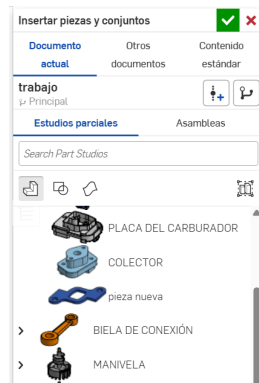 Insertar piezas y conjuntos
Documento actual
Otros documentos
Contenido estándar
trabajo
Principal
Estudios parciales
Asambleas
Search Part Studios
PLACA DEL CARBURADOR
COLECTOR
pieza nueva
BIELA DE CONEXIÓN
MANIVELA